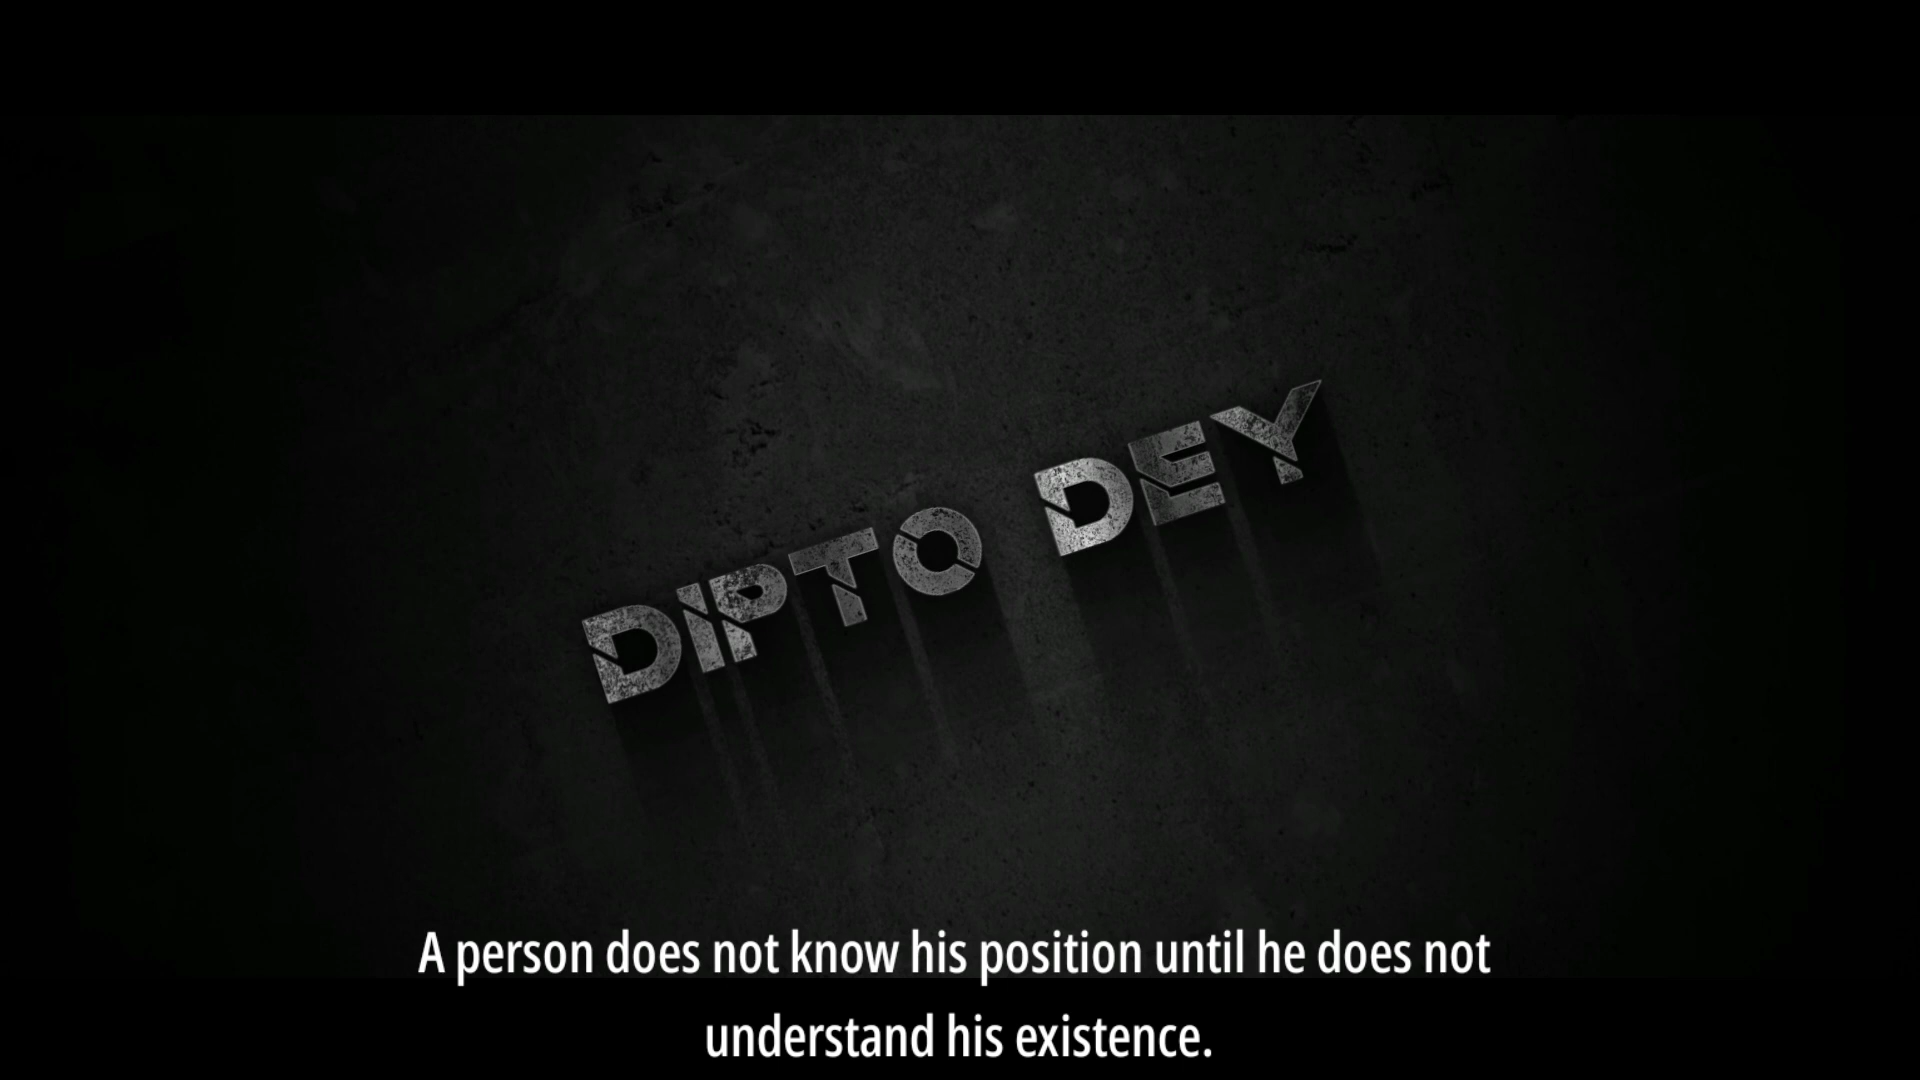 DIPTO DEY
A person does not know his position until he does not
understand his existence.